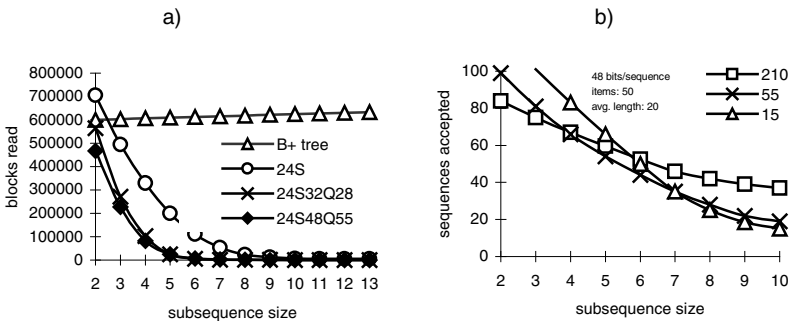 a)
800000
700000
600000
500000
400000
300000
200000
100000
0
blocks read
2 3 4 5 6 7 8 9 10 11 12 13
subsequence size
B+ tree
24S
24S32Q28
24S48Q55
b)
100
80
60
40
20
0
sequences accepted
2 3 4 5 6 7 8 9 10
subsequence size
48 bits/sequence
items: 50
avg. length: 20
210
55
15